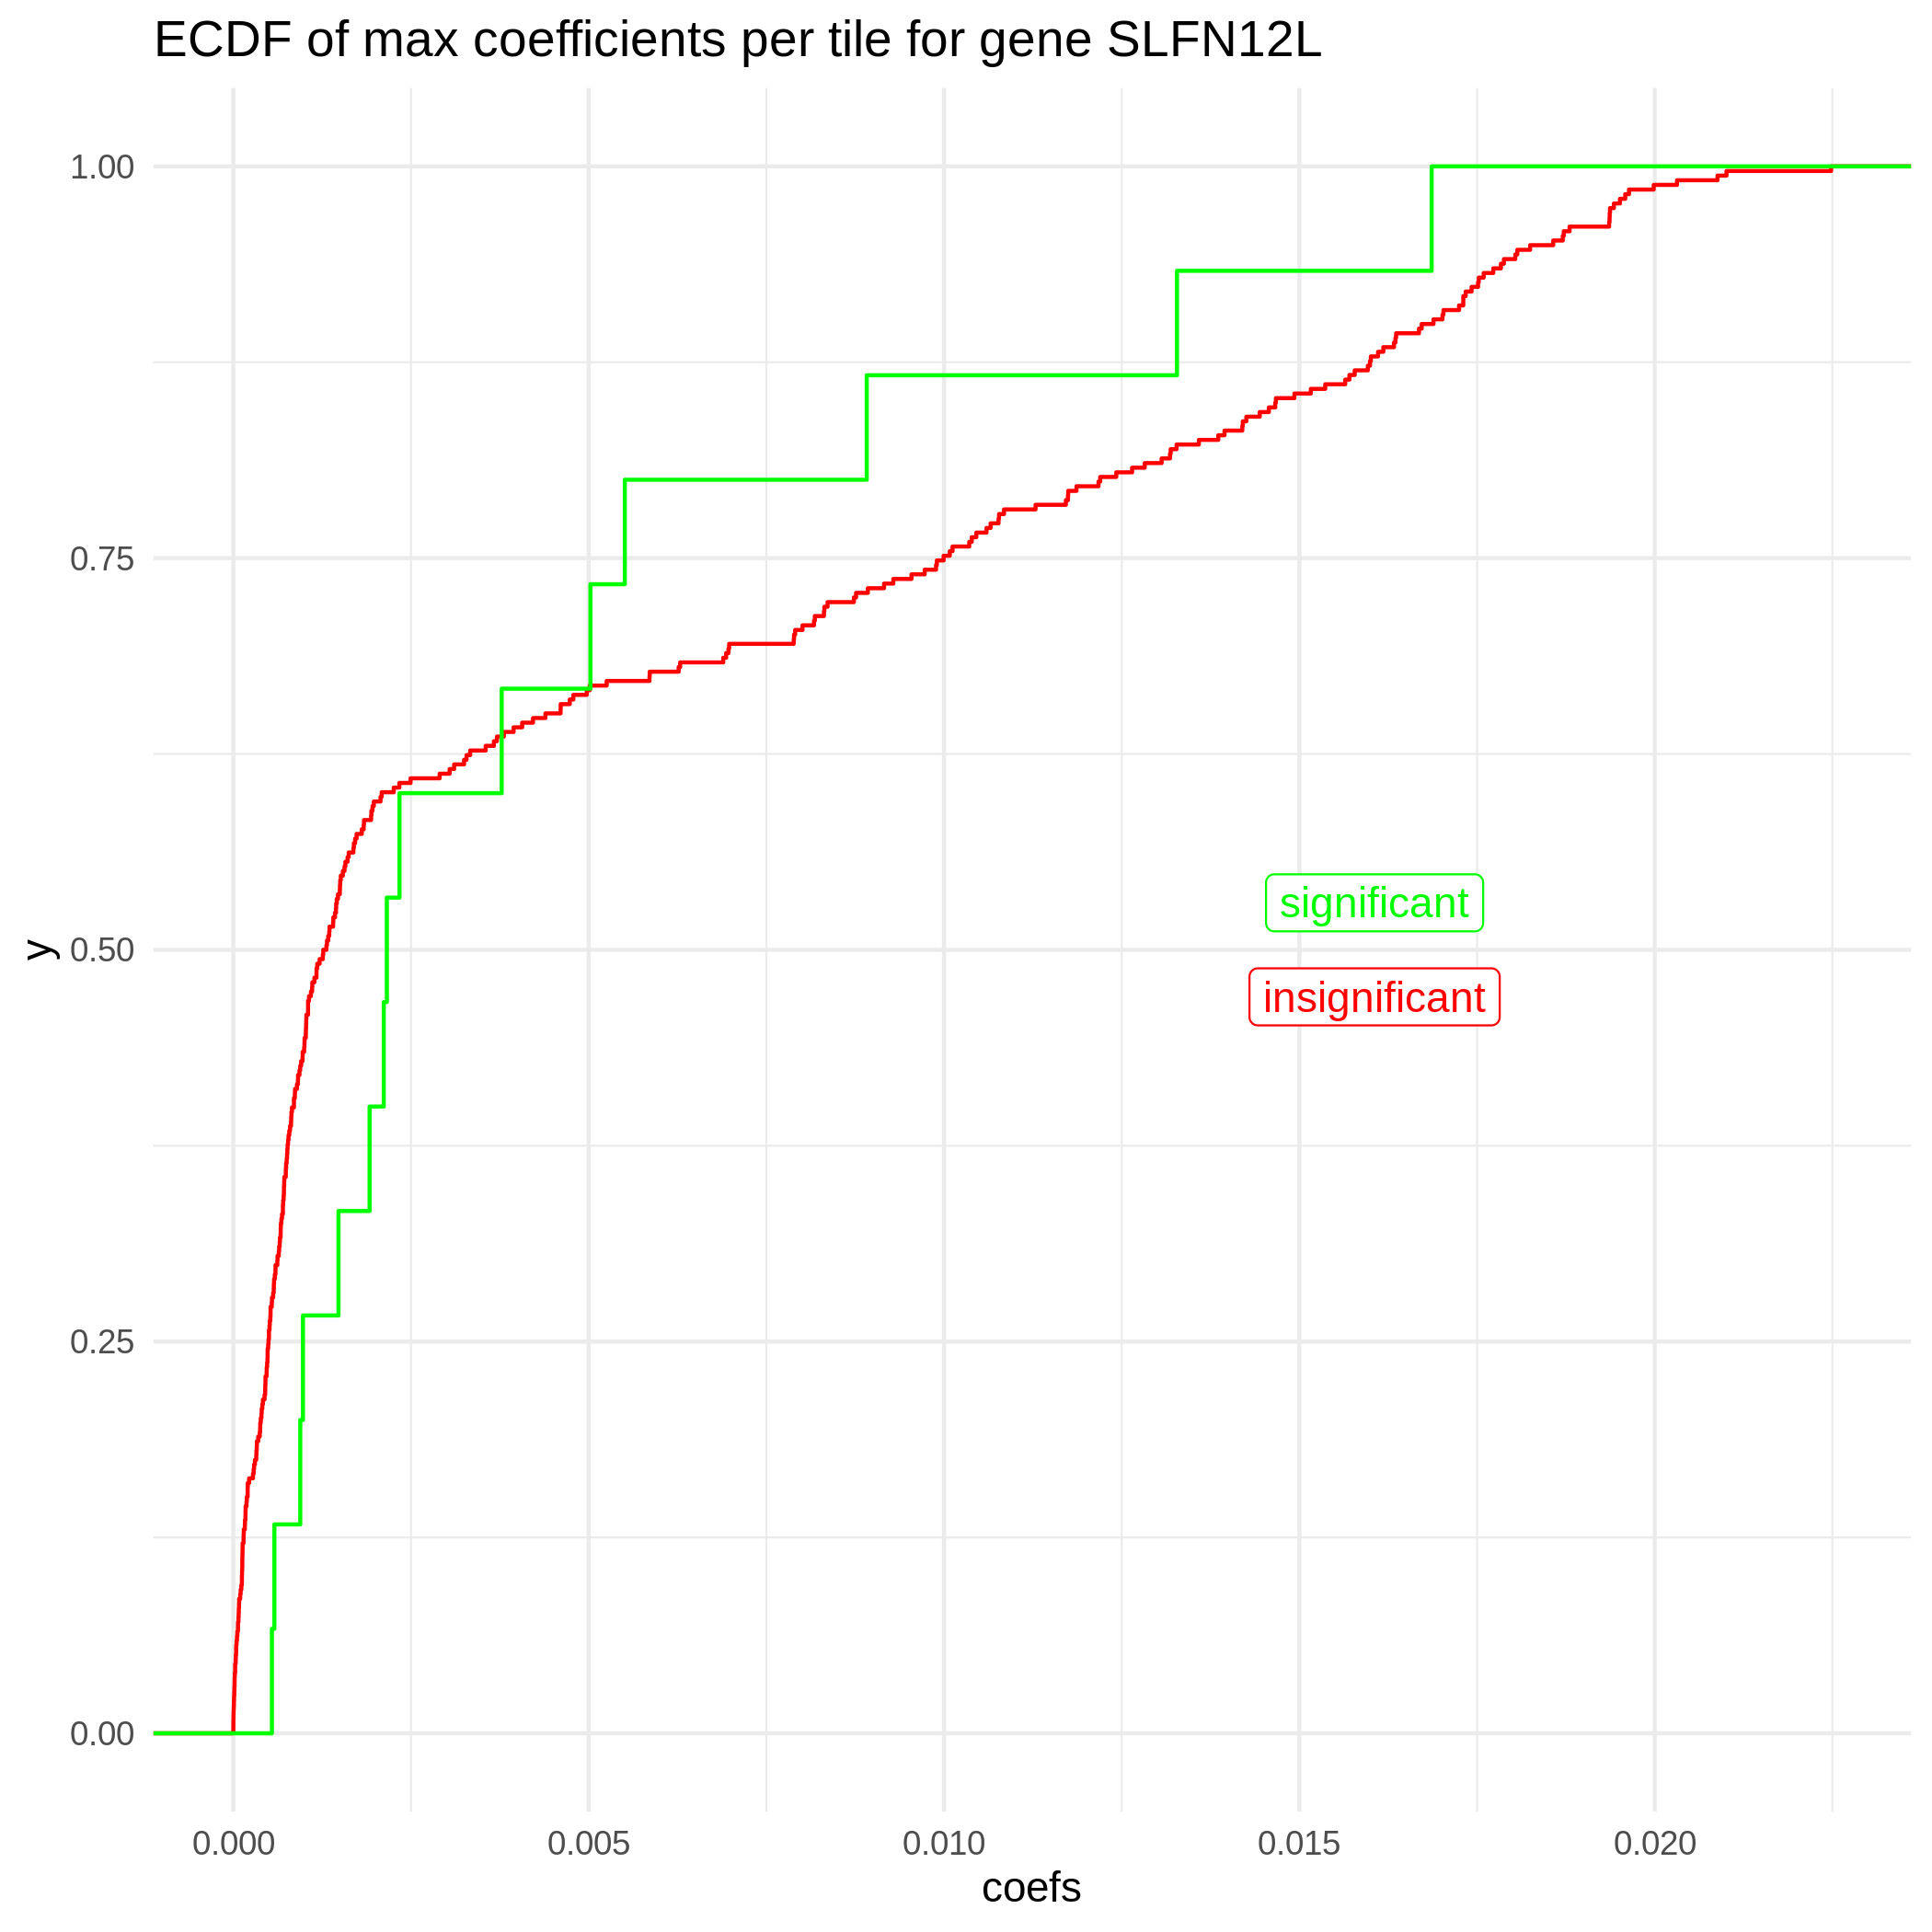 ECDF of max coefficients per tile for gene SLFN12L
1.00
0.75
0.50
0.25
0.00
y
significant
insignificant
0.000 0.005 0.010 0.015 0.020
coefs